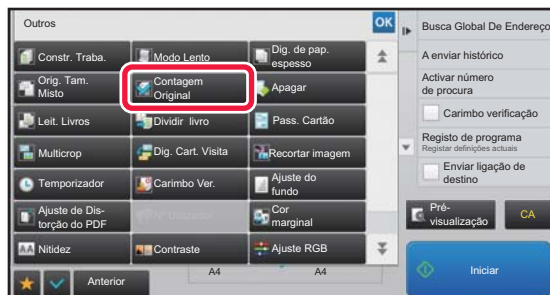 Outros
OK
Constr. Traba.
Modo Lento
Dig. de pap.
espesso
Orig. Tam.
Misto
Contagem
Original
Apagar
Leit. Livros
Dividir livro
Pass. Cartão
Multicrop
Dig. Cart. Visita
Recortar imagem
Temporizador
Carimbo Ver.
Ajuste do
fundo
Ajuste de Dis-
torção do PDF
Cor
marginal
AA Nitidez
Contraste
Ajuste RGB
Anterior
A4
A4
Busca Global De Endereço
A enviar histórico
Activar número
de procura
Carimbo verificação
Registo de programa
Registar definições actuais
Enviar ligação de
destino
Pré-
visualização
CA
Iniciar